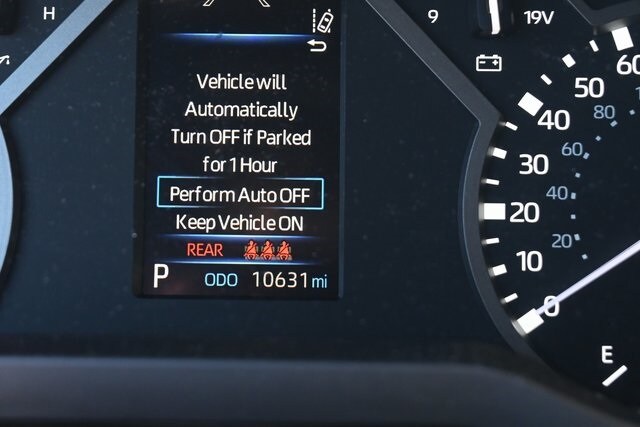 H
9
19V
Vehicle will
Automatically
Turn OFF if Parked
for 1 Hour
Perform Auto OFF
Keep Vehicle ON
REAR
P ODO 10631 mi
60
50
40
30
20
10
0
80
60
40
20
E